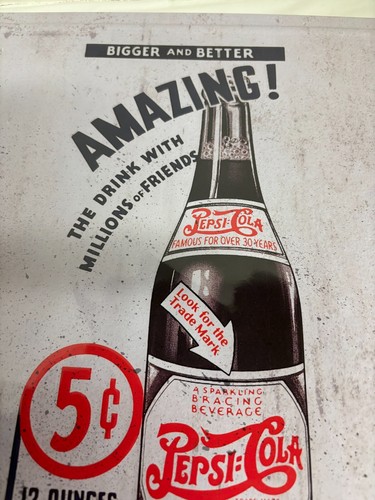 BIGGER AND BETTER
AMAZING!
THE DRINK WITH
MILLIONS OF FRIENDS
PEPSI:COLA
FAMOUS FOR OVER 30 YEARS
Look for the
Trade Mark
5¢
A SPARKLING
BRACING
BEVERAGE
PEPSI:COLA
12 OUNCES